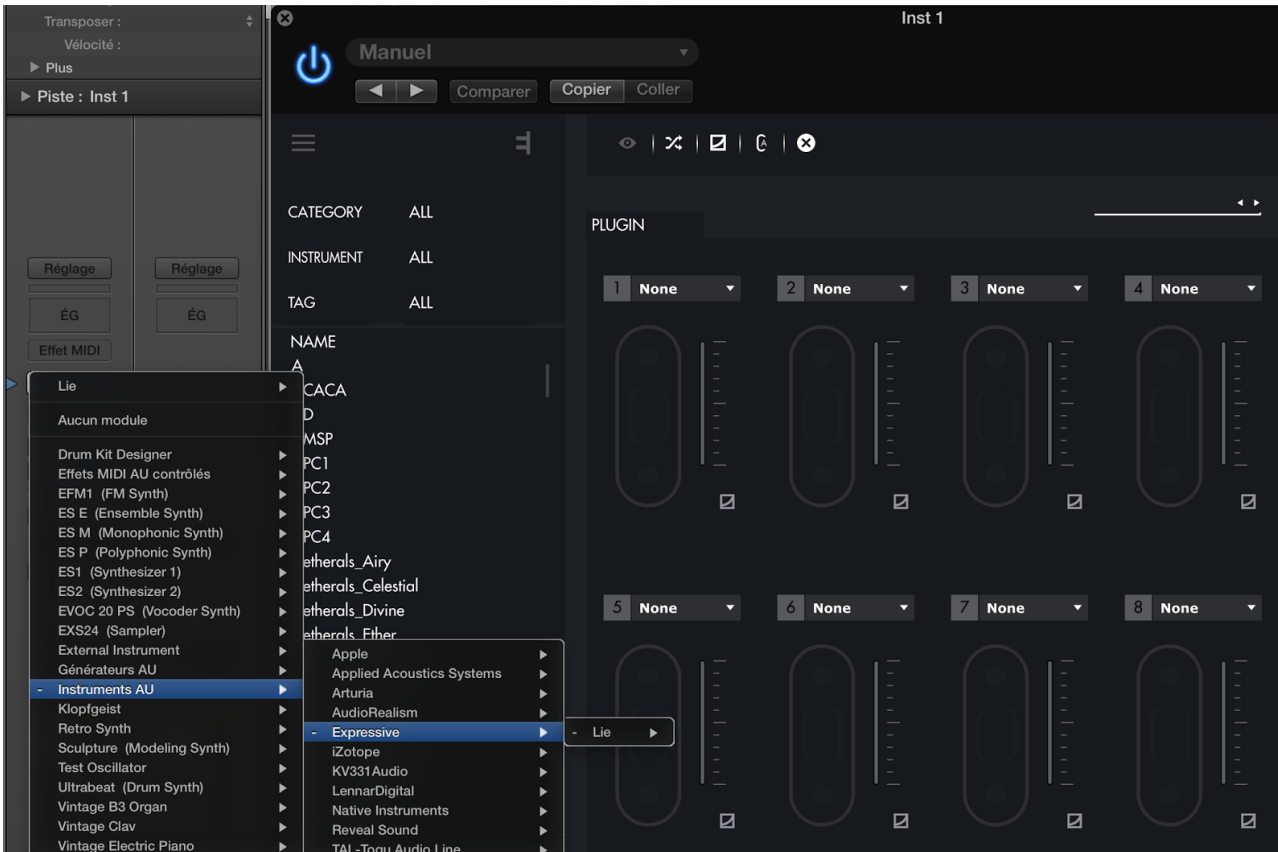 Transposer :
Vélocité :
Plus
Piste : Inst 1
Réglage
Réglage
ÉG
ÉG
Effet MIDI
Lie
Aucun module
Drum Kit Designer
Effets MIDI AU contrôlés
EFM1 (FM Synth)
ES E (Ensemble Synth)
ES M (Monophonic Synth)
ES P (Polyphonic Synth)
ES1 (Synthesizer 1)
ES2 (Synthesizer 2)
EVOC 20 PS (Vocoder Synth)
EXS24 (Sampler)
External Instrument
Générateurs AU
- Instruments AU
Klopfgeist
Retro Synth
Sculpture (Modeling Synth)
Test Oscillator
Ultrabeat (Drum Synth)
Vintage B3 Organ
Vintage Clav
Vintage Electric Piano
Apple
Applied Acoustics Systems
Arturia
AudioRealism
- Expressive
iZotope
KV331Audio
LennarDigital
Native Instruments
Reveal Sound
TAL-Togu Audio Line
- Lie
Inst 1
Manuel
Comparer
Copier
Coller
CATEGORY ALL
INSTRUMENT ALL
TAG ALL
NAME
A
CACA
D
MSP
PC1
PC2
PC3
PC4
etherals_Airy
etherals_Celestial
etherals_Divine
etherals_Ether
A
PLUGIN
1 None
2 None
3 None
4 None
5 None
6 None
7 None
8 None